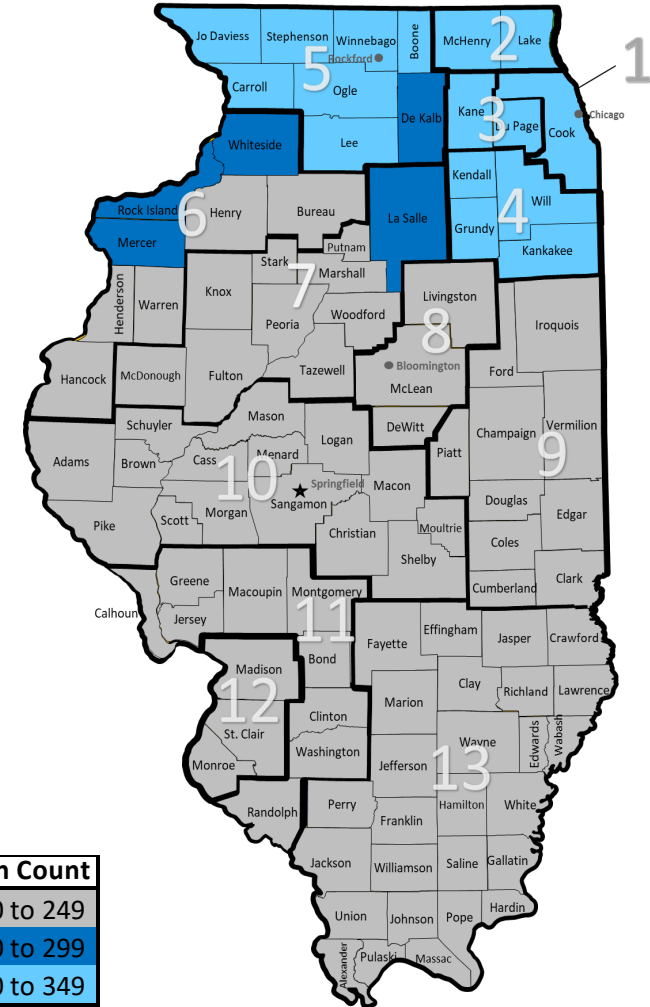 Jo Daviess
Stephenson
Winnebago
Boone
McHenry
Lake
2
1
Rockford
5
Carroll
Ogle
De Kalb
Kane
3
Du Page
Cook
Chicago
Whiteside
Lee
Kendall
Rock Island
6
Henry
Bureau
La Salle
4
Will
Grundy
Mercer
Putnam
Kankakee
Stark
7
Marshall
Henderson
Warren
Knox
Livingston
Woodford
Peoria
8
Iroquois
Bloomington
Hancock
McDonough
Fulton
Tazewell
McLean
Ford
Mason
Schuyler
Logan
DeWitt
Champaign
Vermilion
Adams
Brown
Cass
Menard
Piatt
9
10
Springfield
Macon
Sangamon
Douglas
Pike
Scott
Morgan
Christian
Moultrie
Edgar
Coles
Shelby
Greene
Macoupin
Montgomery
Cumberland
Clark
Calhoun
Jersey
11
Fayette
Effingham
Jasper
Crawford
Madison
Bond
12
Clay
Richland
Lawrence
Marion
St. Clair
Clinton
Wayne
Edwards
Wabash
Washington
Monroe
Jefferson
13
Randolph
Perry
Hamilton
White
Franklin
Jackson
Williamson
Saline
Gallatin
Union
Johnson
Pope
Hardin
Alexander
Pulaski
Massac
Count
to 249
to 299
to 349